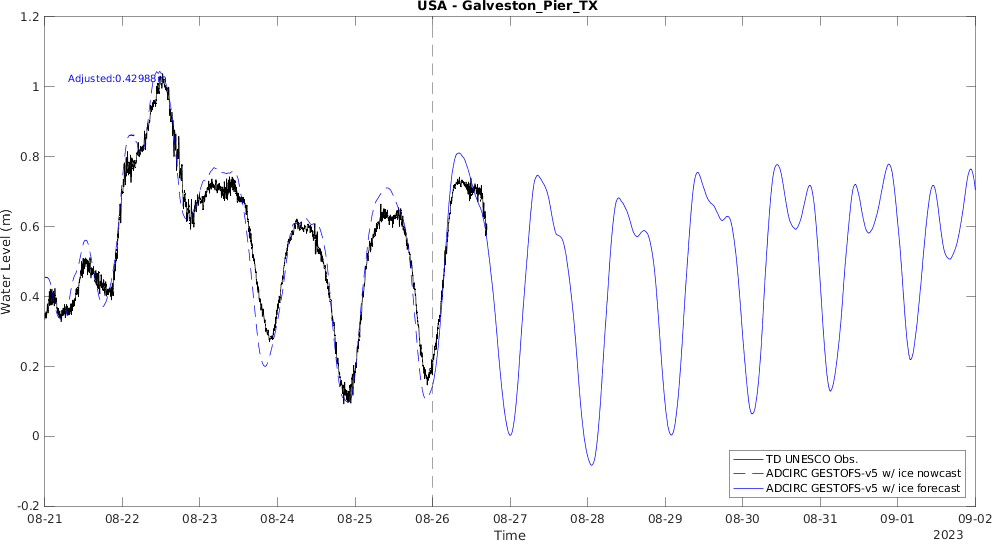 USA - Galveston_Pier_TX
Water Level (m)
1.2
1
0.8
0.6
0.4
0.2
0
-0.2
Adjusted:0.42988
TD UNESCO Obs.
ADCIRC GESTOFS-v5 w/ ice nowcast
ADCIRC GESTOFS-v5 w/ ice forecast
08-21 08-22 08-23 08-24 08-25 08-26 08-27 08-28 08-29 08-30 08-31 09-01 09-02
Time
2023